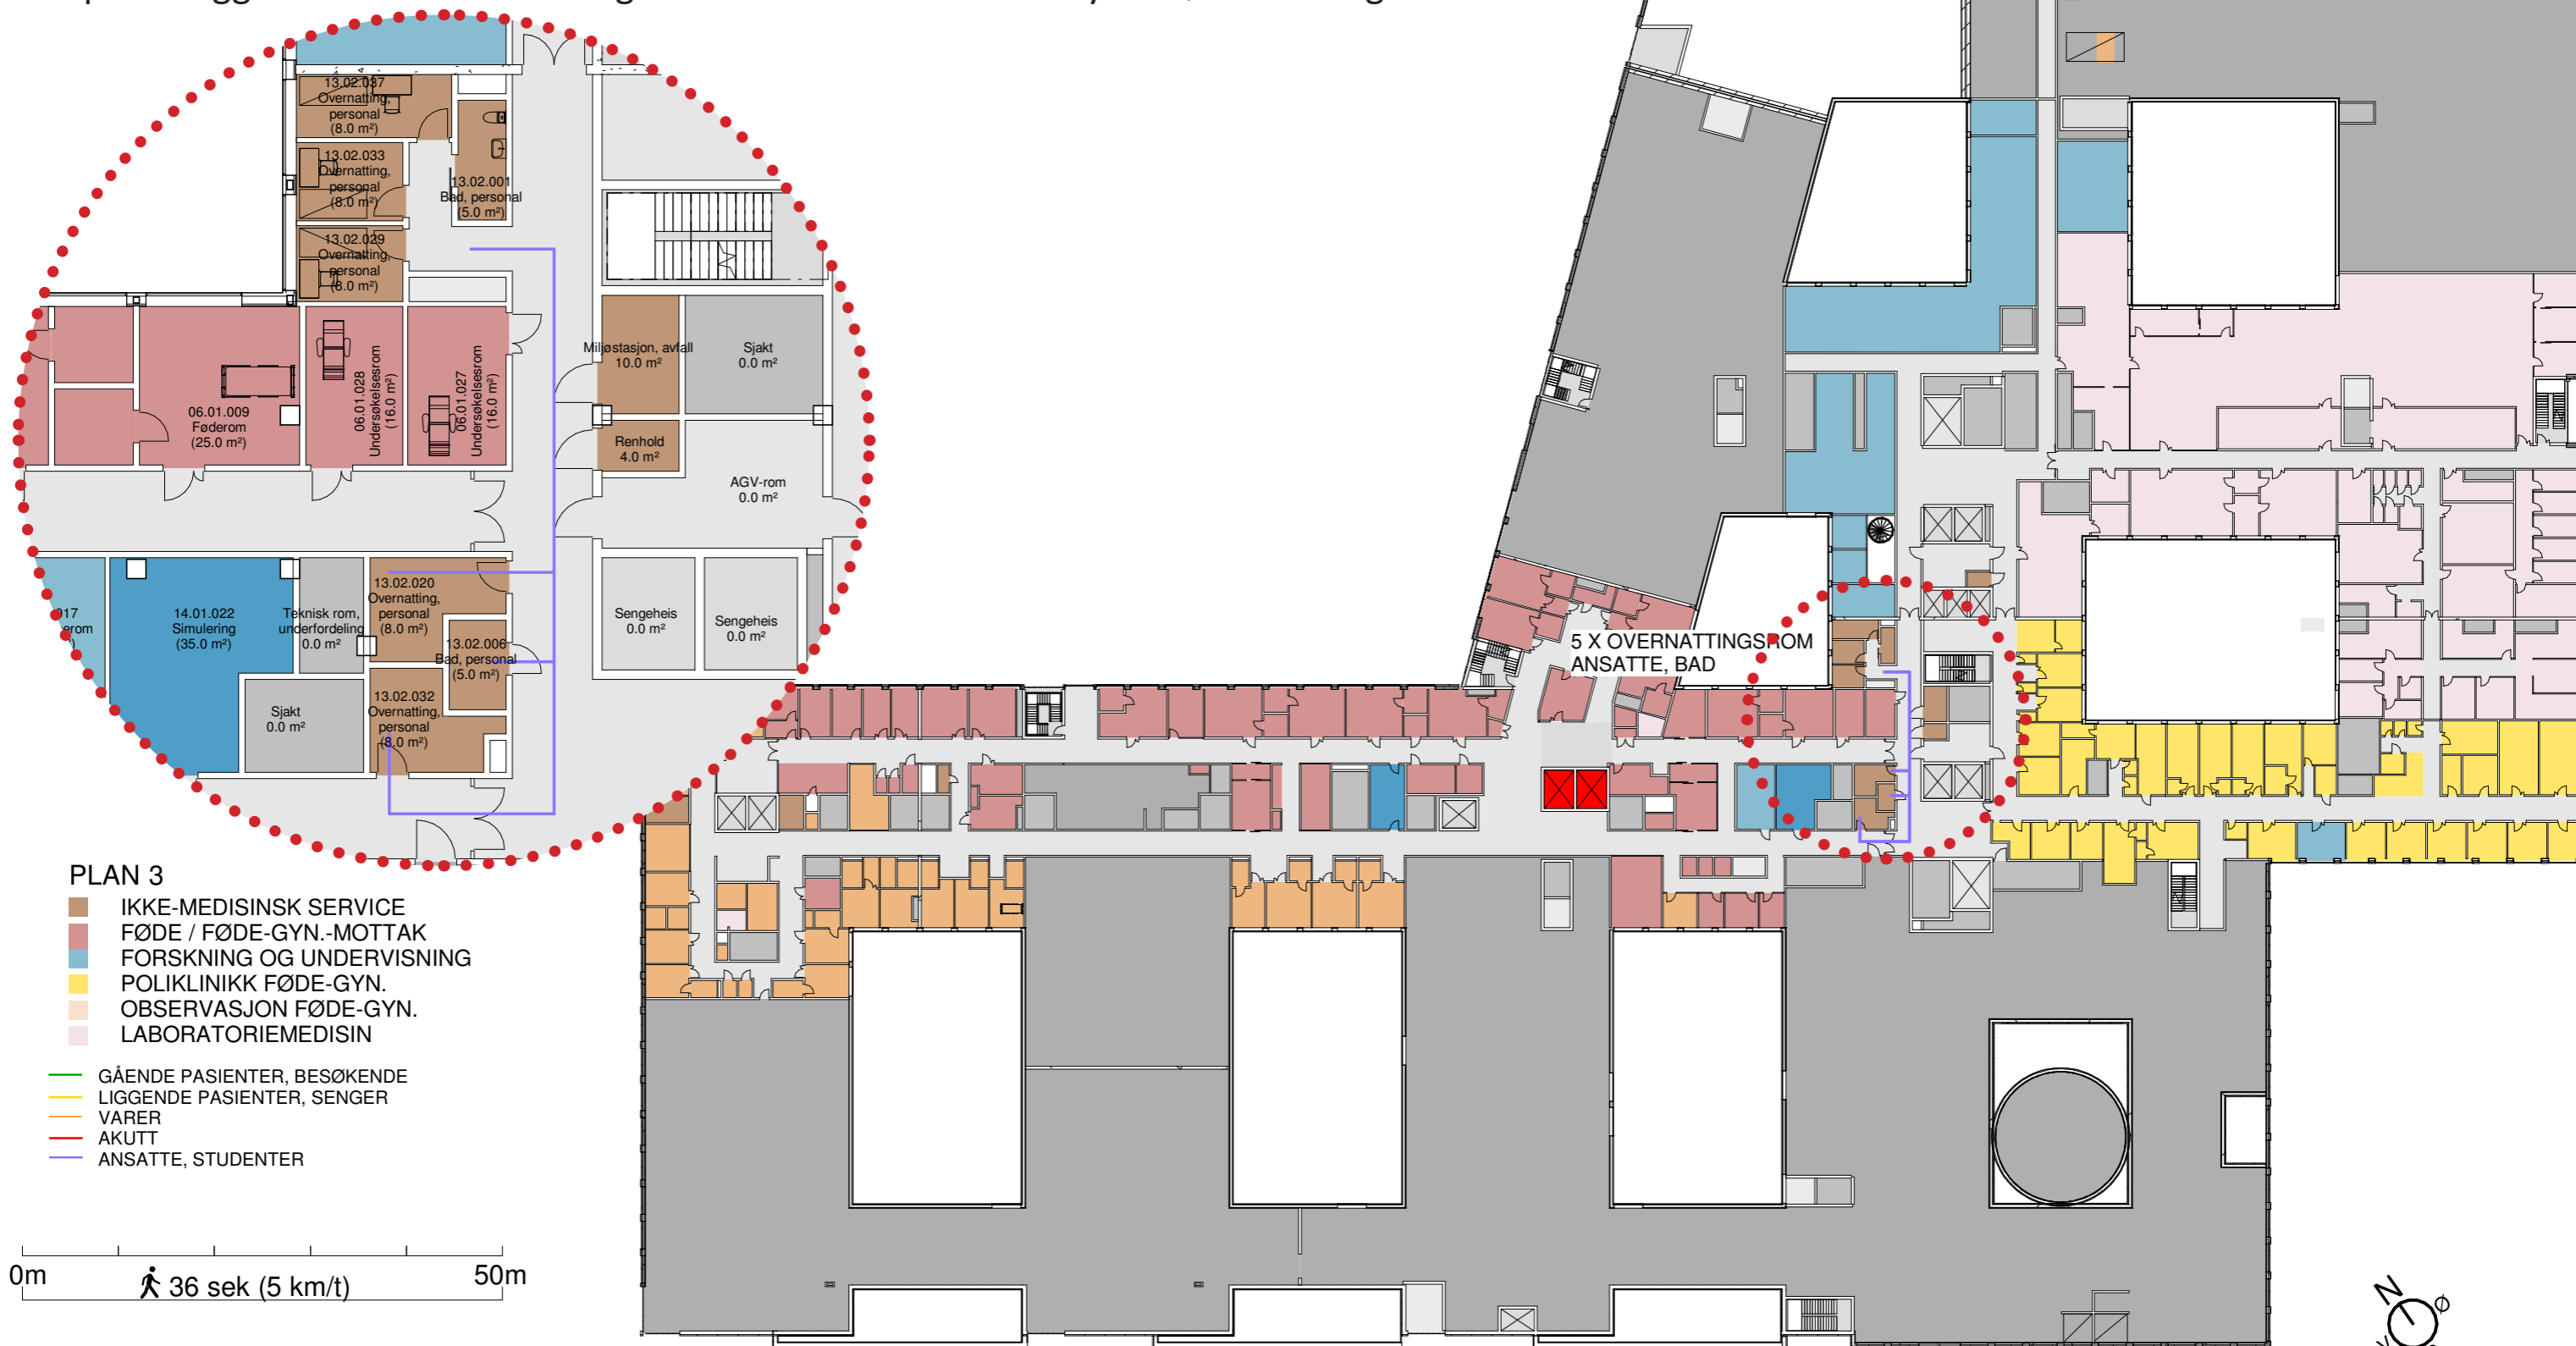 13.02.037
Overnatting,
personal
(8.0 m²)
13.02.033
Overnatting,
personal
(8.0 m²)
13.02.001
Bad, personal
(5.0 m²)
13.02.029
Overnatting,
personal
(8.0 m²)
06.01.009
Føderom
(25.0 m²)
06.01.028
Undersøkelsesrom
(16.0 m²)
06.01.027
Undersøkelsesrom
(16.0 m²)
Miljøstasjon, avfall
10.0 m²
Sjakt
0.0 m²
Renhold
4.0 m²
AGV-rom
0.0 m²
14.01.022
Simulering
(35.0 m²)
Teknisk rom,
underfordeling
0.0 m²
13.02.020
Overnatting,
personal
(8.0 m²)
13.02.006
Bad, personal
(5.0 m²)
Sengeheis
0.0 m²
Sengeheis
0.0 m²
Sjakt
0.0 m²
13.02.032
Overnatting,
personal
(8.0 m²)
5 X OVERNATTINGSROM
ANSATTE, BAD
PLAN 3
IKKE-MEDISINSK SERVICE
FØDE / FØDE-GYN.-MOTTAK
FORSKNING OG UNDERVISNING
POLIKLINIKK FØDE-GYN.
OBSERVASJON FØDE-GYN.
LABORATORIEMEDISIN
GÅENDE PASIENTER, BESØKENDE
LIGGENDE PASIENTER, SENGER
VARER
AKUTT
ANSATTE, STUDENTER
0m
36 sek (5 km/t)
50m
N
Ø